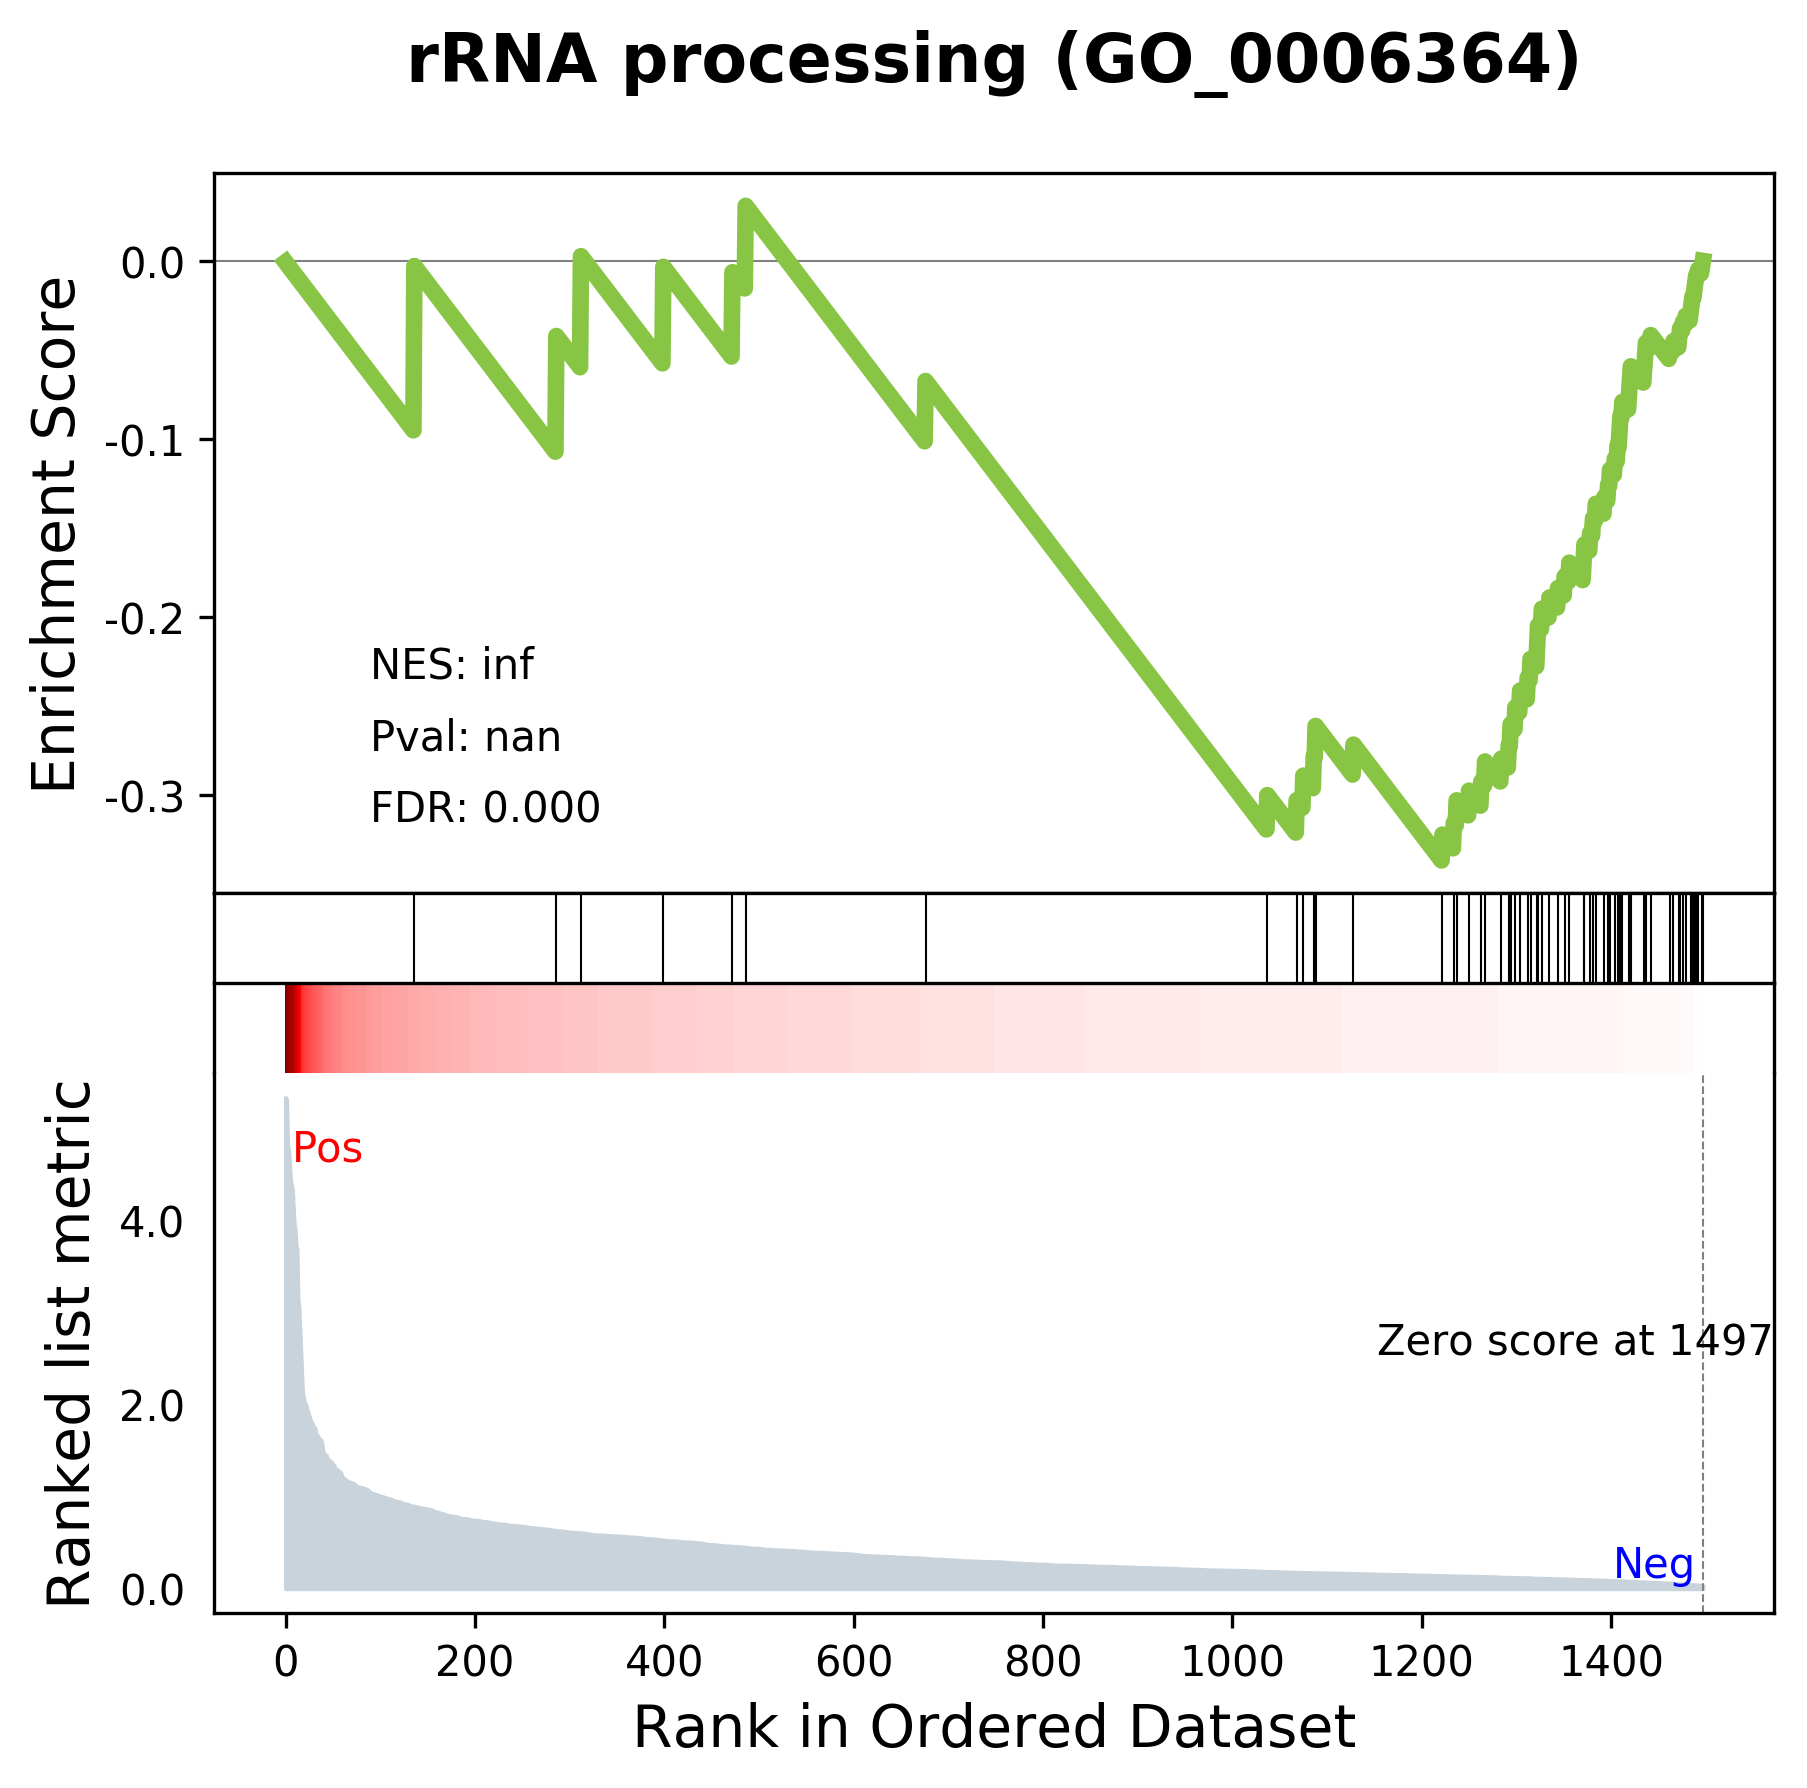 rRNA processing (GO_0006364)
Enrichment Score
0.0
-0.1
-0.2
-0.3
NES: inf
Pval: nan
FDR: 0.000
Ranked list metric
Pos
4.0
Zero score at 1497
2.0
Neg
0.0
0 200 400 600 800 1000 1200 1400
Rank in Ordered Dataset